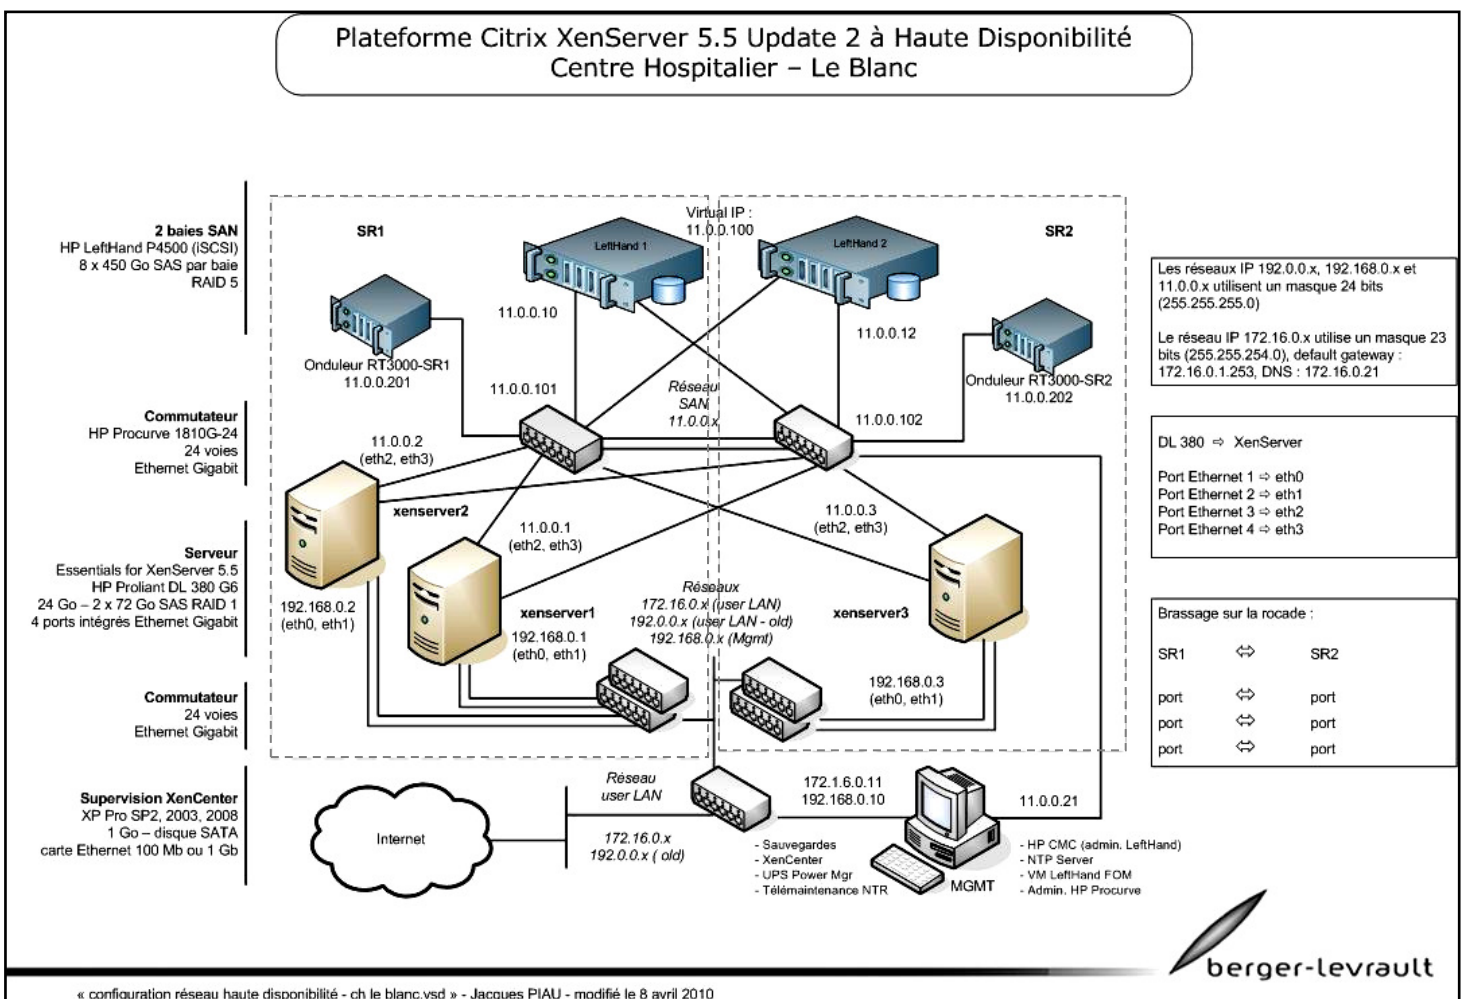 Plateforme Citrix XenServer 5.5 Update 2 à Haute Disponibilité
Centre Hospitalier – Le Blanc
2 baies SAN
HP LeftHand P4500 (iSCSI)
8 x 450 Go SAS par baie
RAID 5
Commutateur
HP Procurve 1810G-24
24 voies
Ethernet Gigabit
Serveur
Essentials for XenServer 5.5
HP Proliant DL 380 G6
24 Go – 2 x 72 Go SAS RAID 1
4 ports intégrés Ethernet Gigabit
Commutateur
24 voies
Ethernet Gigabit
Supervision XenCenter
XP Pro SP2, 2003, 2008
1 Go – disque SATA
carte Ethernet 100 Mb ou 1 Gb
SR1
LeftHand 1
Virtual IP :
11.0.0.100
LeftHand 2
SR2
11.0.0.10
11.0.0.12
Onduleur RT3000-SR1
11.0.0.201
Onduleur RT3000-SR2
11.0.0.202
11.0.0.101
Réseau
SAN
11.0.0.x
11.0.0.102
11.0.0.2
(eth2, eth3)
xenserver2
11.0.0.1
(eth2, eth3)
11.0.0.3
(eth2, eth3)
192.168.0.2
(eth0, eth1)
xenserver1
192.168.0.1
(eth0, eth1)
Réseaux
172.16.0.x (user LAN)
192.0.0.x (user LAN - old)
192.168.0.x (Mgmt)
xenserver3
192.168.0.3
(eth0, eth1)
Internet
Réseau
user LAN
172.16.0.x
192.0.0.x ( old)
172.1.6.0.11
192.168.0.10
11.0.0.21
- Sauvegardes
- XenCenter
- UPS Power Mgr
- Télémaintenance NTR
MGMT
- HP CMC (admin. LeftHand)
- NTP Server
- VM LeftHand FOM
- Admin. HP Procurve
Les réseaux IP 192.0.0.x, 192.168.0.x et
11.0.0.x utilisent un masque 24 bits
(255.255.255.0)
Le réseau IP 172.16.0.x utilise un masque 23
bits (255.255.254.0), default gateway :
172.16.0.1.253, DNS : 172.16.0.21
DL 380 ⇨ XenServer
Port Ethernet 1 ⇨ eth0
Port Ethernet 2 ⇨ eth1
Port Ethernet 3 ⇨ eth2
Port Ethernet 4 ⇨ eth3
Brassage sur la rocade :
SR1 ⇔ SR2
port ⇔ port
port ⇔ port
port ⇔ port
berger-levrault
« configuration réseau haute disponibilité - ch le blanc.vsd » - Jacques PIAU - modifié le 8 avril 2010